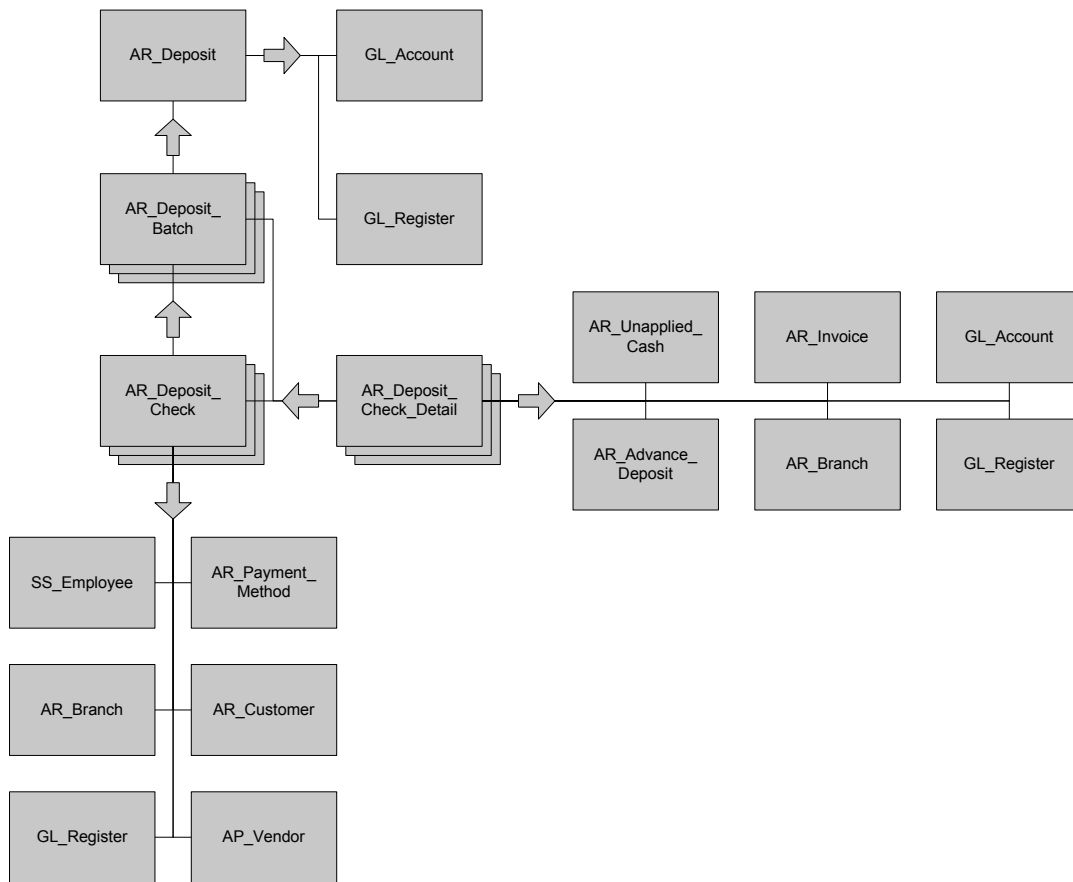 AR_Deposit
GL_Account
AR_Deposit_
Batch
GL_Register
AR_Unapplied_
Cash
AR_Invoice
GL_Account
AR_Deposit_
Check
AR_Deposit_
Check_Detail
AR_Advance_
Deposit
AR_Branch
GL_Register
SS_Employee
AR_Payment_
Method
AR_Branch
AR_Customer
GL_Register
AP_Vendor